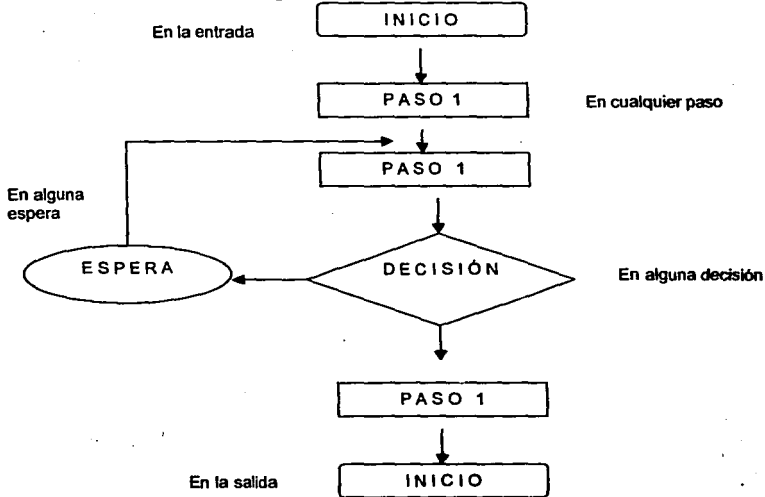 INICIO
En la entrada
PASO 1
En cualquier paso
PASO 1
En alguna
espera
ESPERA
DECISIÓN
En alguna decisión
PASO 1
En la salida
INICIO